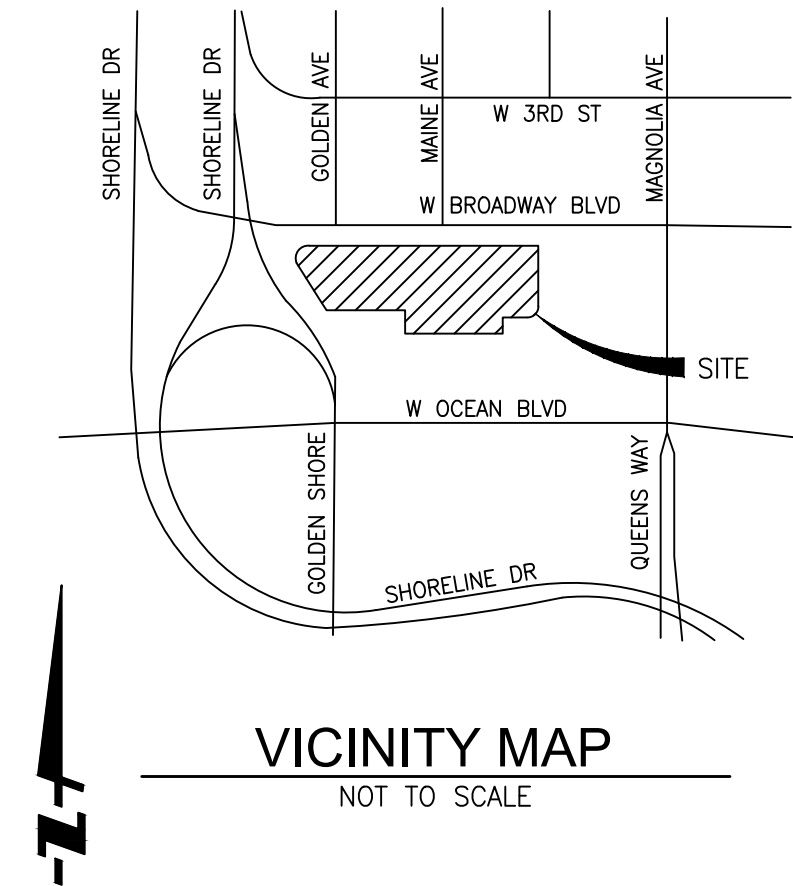 SHORELINE DR
SHORELINE DR
GOLDEN AVE
MAINE AVE
MAGNOLIA AVE
W 3RD ST
W BROADWAY BLVD
SITE
W OCEAN BLVD
GOLDEN SHORE
QUEENS WAY
SHORELINE DR
VICINITY MAP
NOT TO SCALE
N